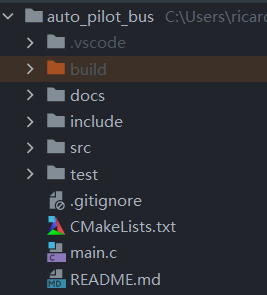 auto_pilot_bus C:\Users\ricar
.vscode
build
docs
include
src
test
.gitignore
CMakeLists.txt
main.c
README.md